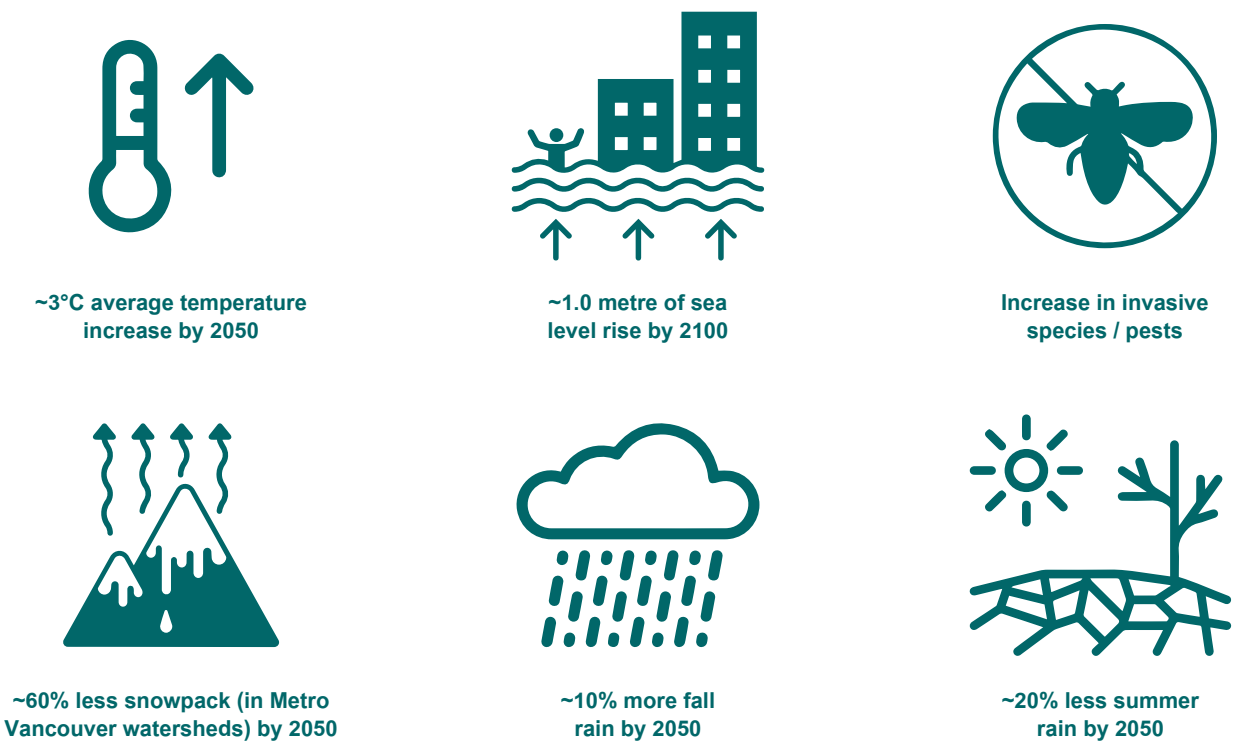 ~3°C average temperature
increase by 2050
~1.0 metre of sea
level rise by 2100
Increase in invasive
species / pests
~60% less snowpack (in Metro
Vancouver watersheds) by 2050
~10% more fall
rain by 2050
~20% less summer
rain by 2050